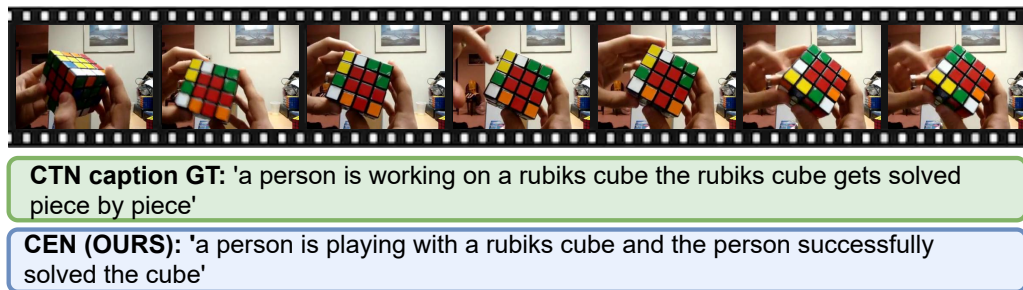 CTN caption GT: 'a person is working on a rubiks cube the rubiks cube gets solved
piece by piece'
CEN (OURS): 'a person is playing with a rubiks cube and the person successfully
solved the cube'